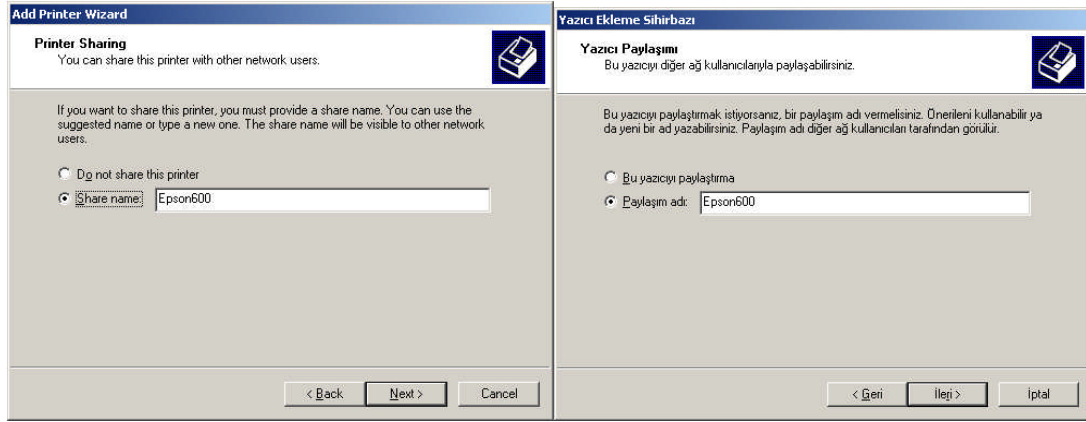 Add Printer Wizard
Printer Sharing
You can share this printer with other network users.
If you want to share this printer, you must provide a share name. You can use the
suggested name or type a new one. The share name will be visible to other network
users.
Do not share this printer
Share name: Epson600
< Back Next > Cancel
Yazıcı Ekleme Sihirbazı
Yazıcı Paylaşımı
Bu yazıcıyı diğer ağ kullanıcılarıyla paylaşabilirsiniz.
Bu yazıcıyı paylaştırmak istiyorsanız, bir paylaşım adı vermelisiniz. Önerileni kullanabilir ya
da yeni bir ad yazabilirsiniz. Paylaşım adı diğer ağ kullanıcıları tarafından görülür.
Bu yazıcıyı paylaştırma
Paylaşım adı: Epson600
< Geri İleri > İptal